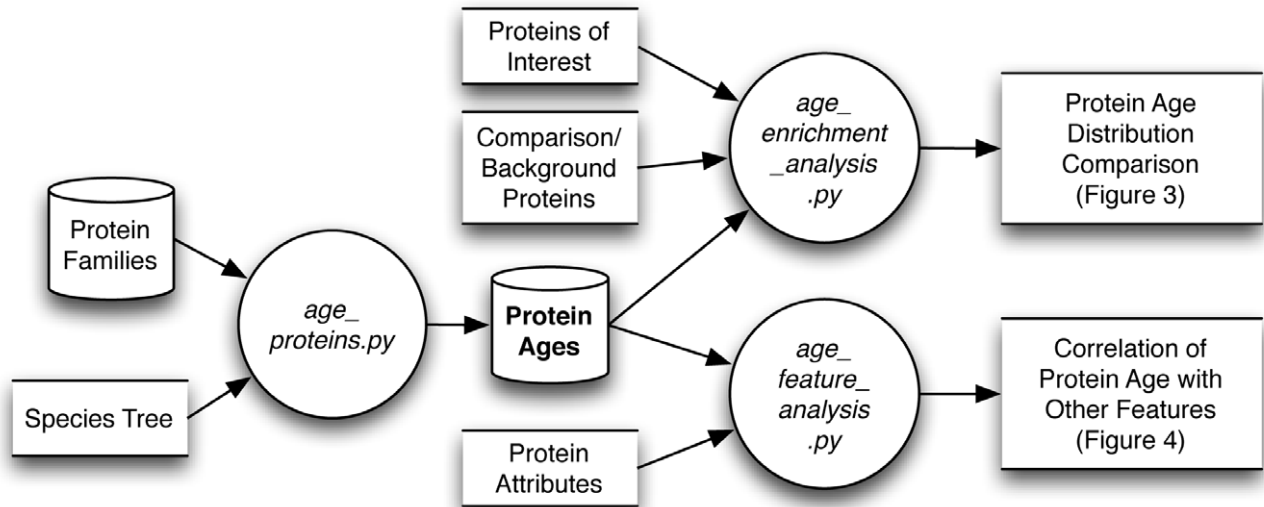 Protein
Families
Species Tree
age_
proteins.py
Protein
Ages
Proteins of
Interest
Comparison/
Background
Proteins
Protein
Attributes
age_
enrichment
_analysis
.py
age_
feature_
analysis
.py
Protein Age
Distribution
Comparison
(Figure 3)
Correlation of
Protein Age with
Other Features
(Figure 4)